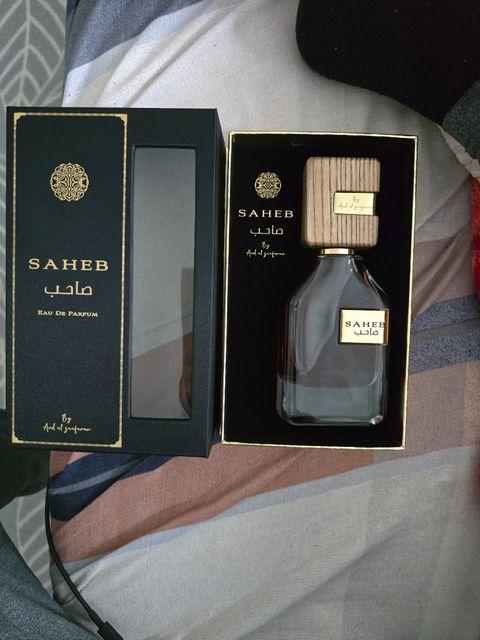 SAHEB
صاحب
EAU DE PARFUM
By
Ard al zaafaran
SAHEB
صاحب
By
Ard al zaafaran
By
Ard al zaafaran
SAHEB
صاحب